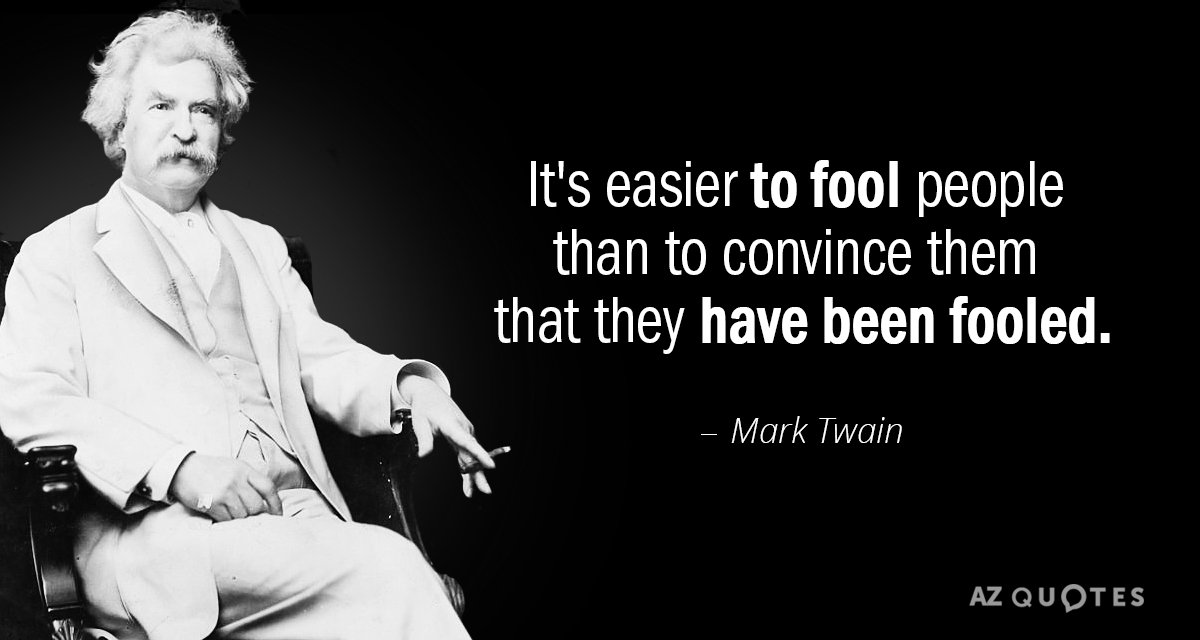 It's easier to fool people
than to convince them
that they have been fooled.
– Mark Twain
AZ QUOTES